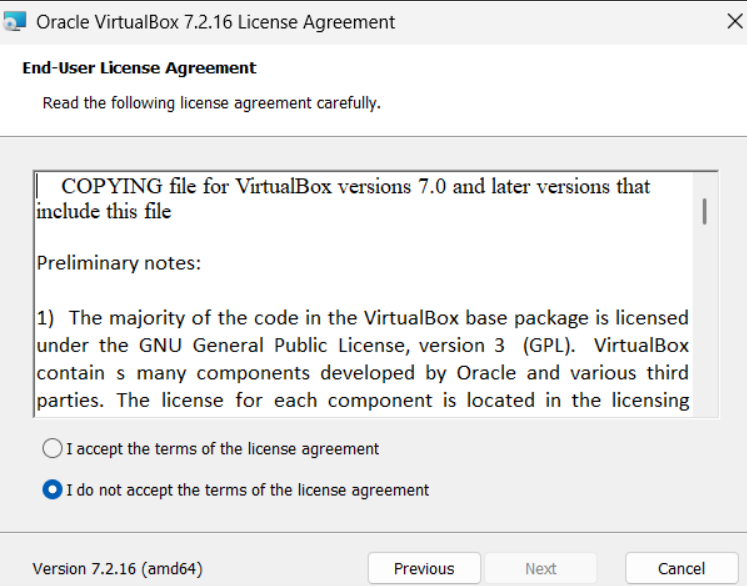 Oracle VirtualBox 7.2.16 License Agreement
End-User License Agreement
Read the following license agreement carefully.
COPYING file for VirtualBox versions 7.0 and later versions that
include this file
Preliminary notes:
1)  The majority of the code in the VirtualBox base package is licensed
under the GNU General Public License, version 3  (GPL).  VirtualBox
contain s many components developed by Oracle and various third
parties. The license for each component is located in the licensing
I accept the terms of the license agreement
I do not accept the terms of the license agreement
Version 7.2.16 (amd64) Previous Next Cancel